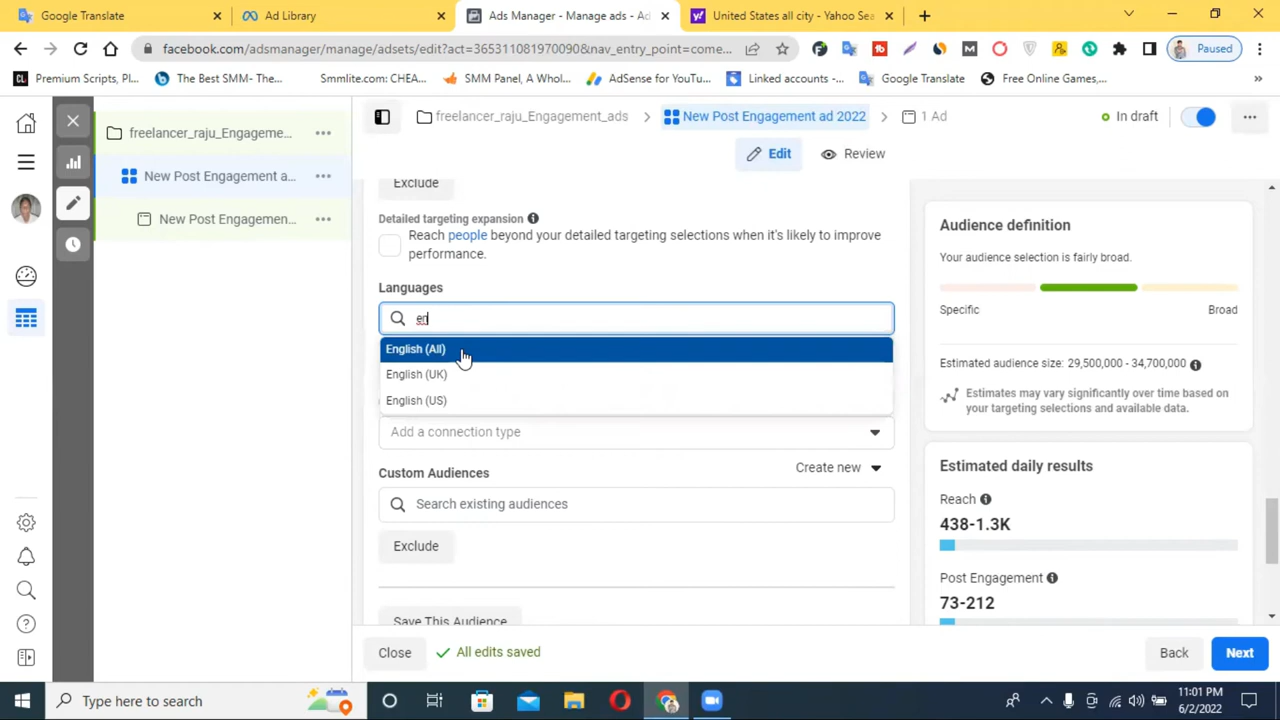 Google Translate
Ad Library
Ads Manager - Manage ads - Ad
United States all city - Yahoo Sea
facebook.com/adsmanager/manage/adsets/edit?act=365311081970090&nav_entry_point=come...
Paused
Premium Scripts, Pl...
The Best SMM- The...
Smmlite.com: CHEA...
SMM Panel, A Whol...
AdSense for YouTu...
Linked accounts -...
Google Translate
Free Online Games,...
freelancer_raju_Engageme...
New Post Engagement a...
New Post Engagemen...
freelancer_raju_Engagement_ads
New Post Engagement ad 2022
1 Ad
In draft
Edit
Review
Exclude
Detailed targeting expansion
Reach people beyond your detailed targeting selections when it's likely to improve
performance.
Languages
en
English (All)
English (UK)
English (US)
Add a connection type
Custom Audiences
Create new
Search existing audiences
Exclude
Save This Audience
Close
All edits saved
Back
Next
Audience definition
Your audience selection is fairly broad.
Specific
Broad
Estimated audience size: 29,500,000 - 34,700,000
Estimates may vary significantly over time based on
your targeting selections and available data.
Estimated daily results
Reach
438-1.3K
Post Engagement
73-212
Type here to search
11:01 PM
6/2/2022